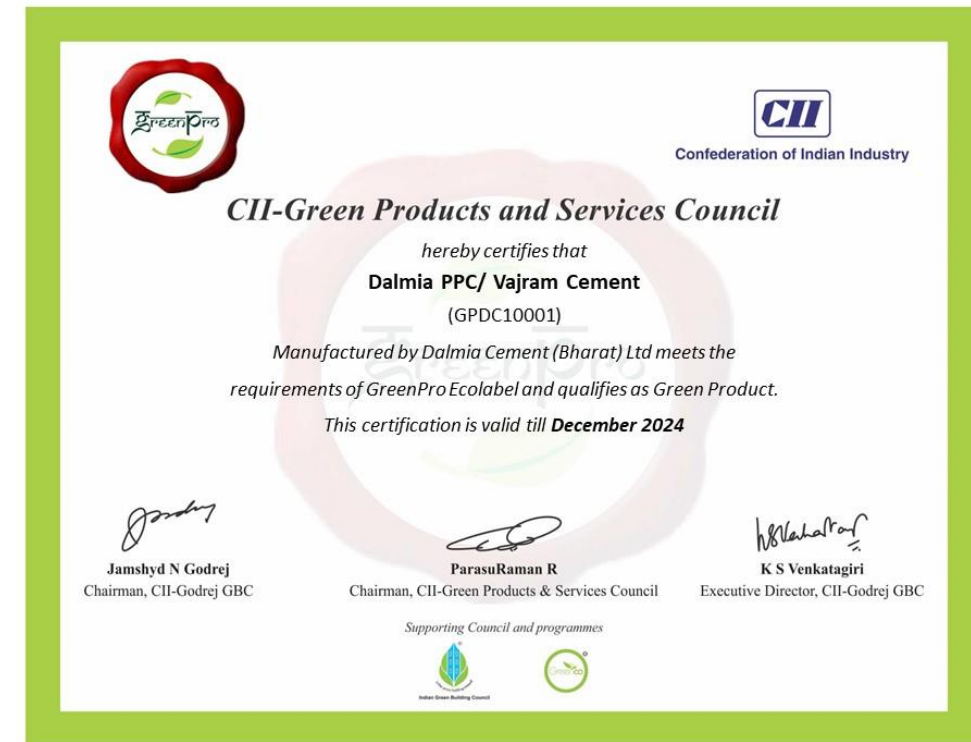 GreenPro
CII
Confederation of Indian Industry
CII-Green Products and Services Council
hereby certifies that
Dalmia PPC/ Vajram Cement
(GPDC10001)
Manufactured by Dalmia Cement (Bharat) Ltd meets the
requirements of GreenPro Ecolabel and qualifies as Green Product.
This certification is valid till December 2024
Jamshyd N Godrej
Chairman, CII-Godrej GBC
ParasuRaman R
Chairman, CII-Green Products & Services Council
K S Venkatagiri
Executive Director, CII-Godrej GBC
Supporting Council and programmes
Indian Green Building Council
Greenco